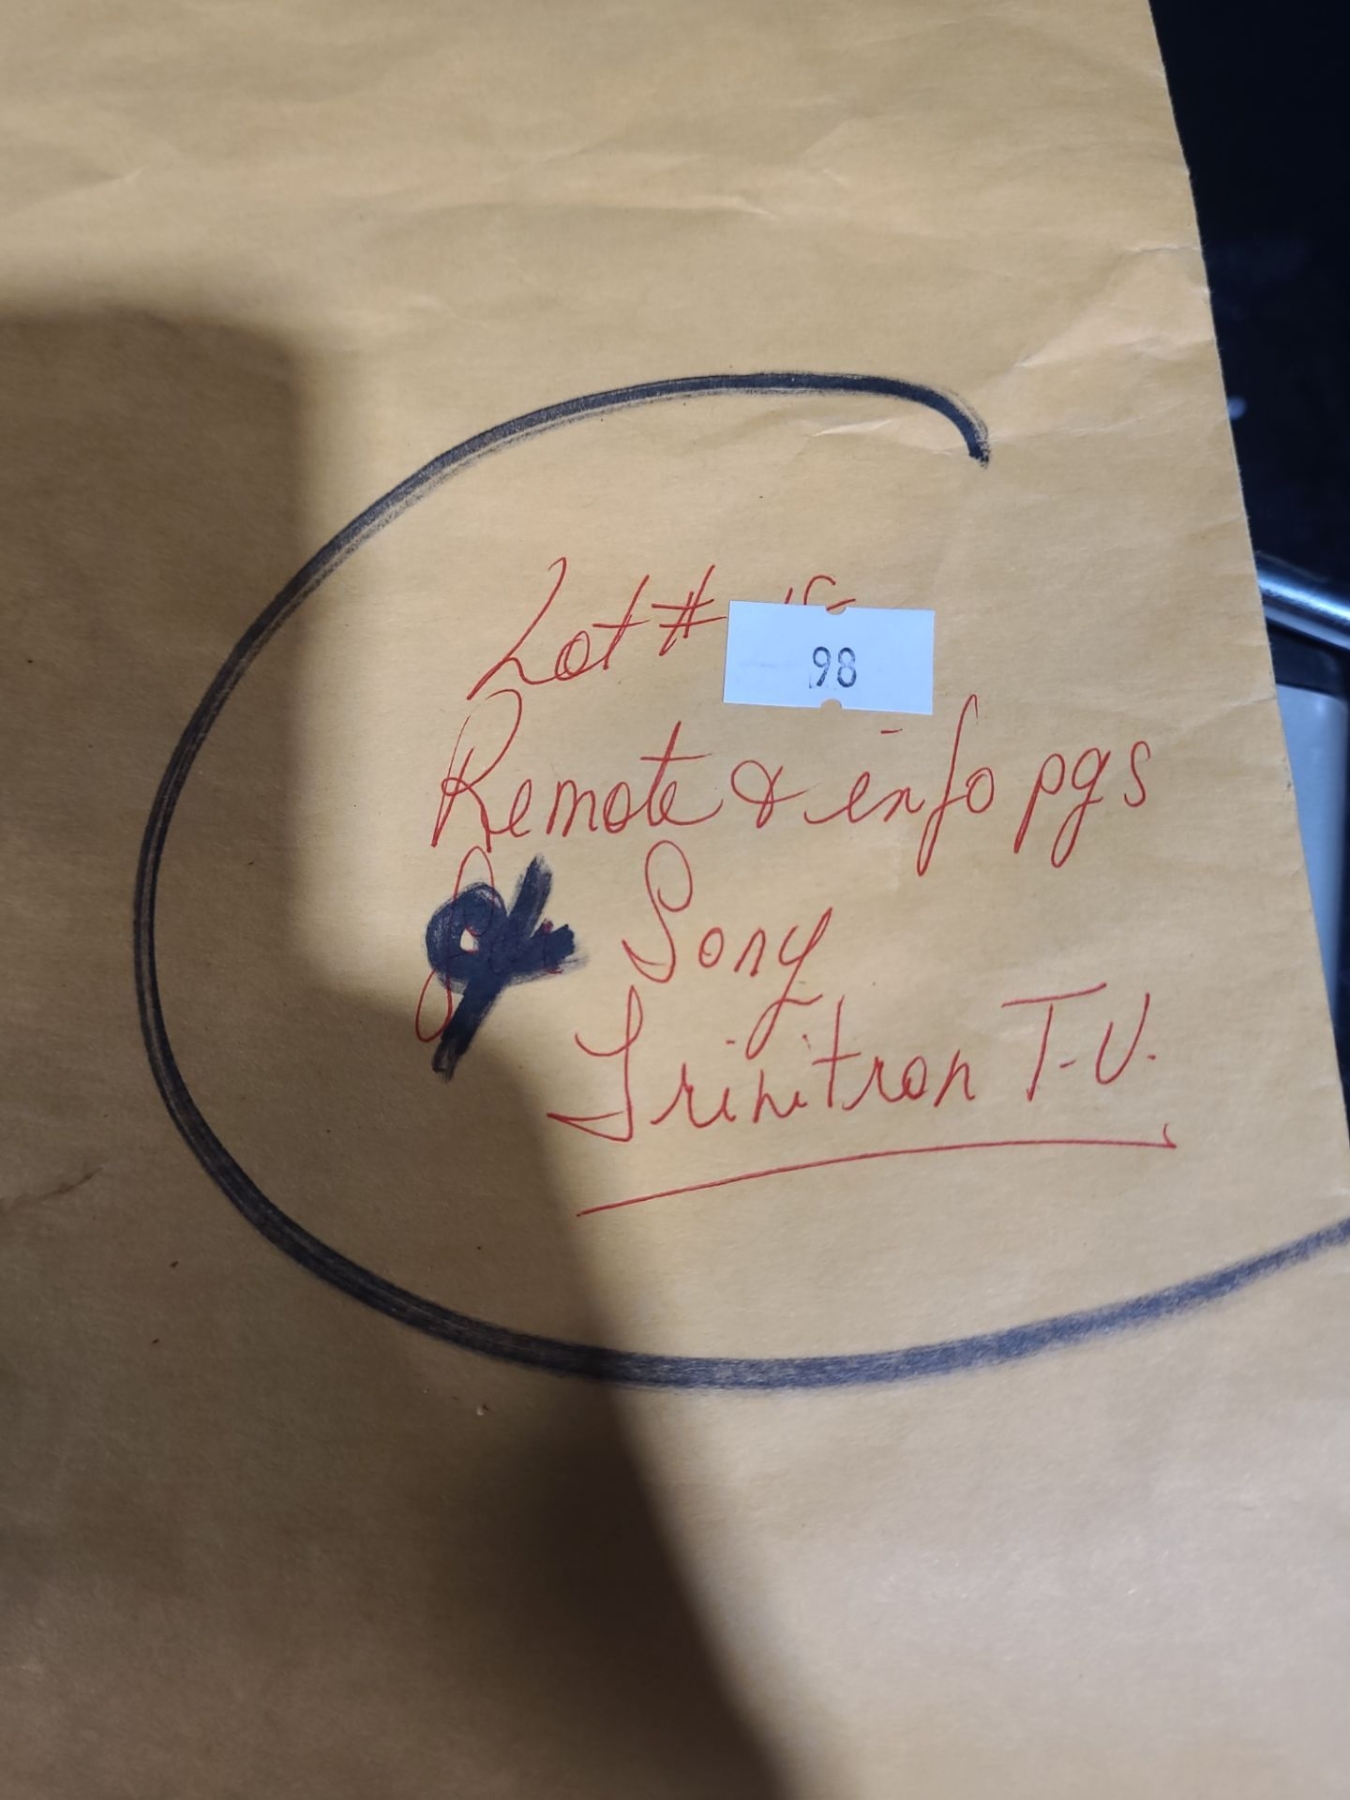 Lot # 98
Remote & info pgs
Sony
Trinitron T.V.